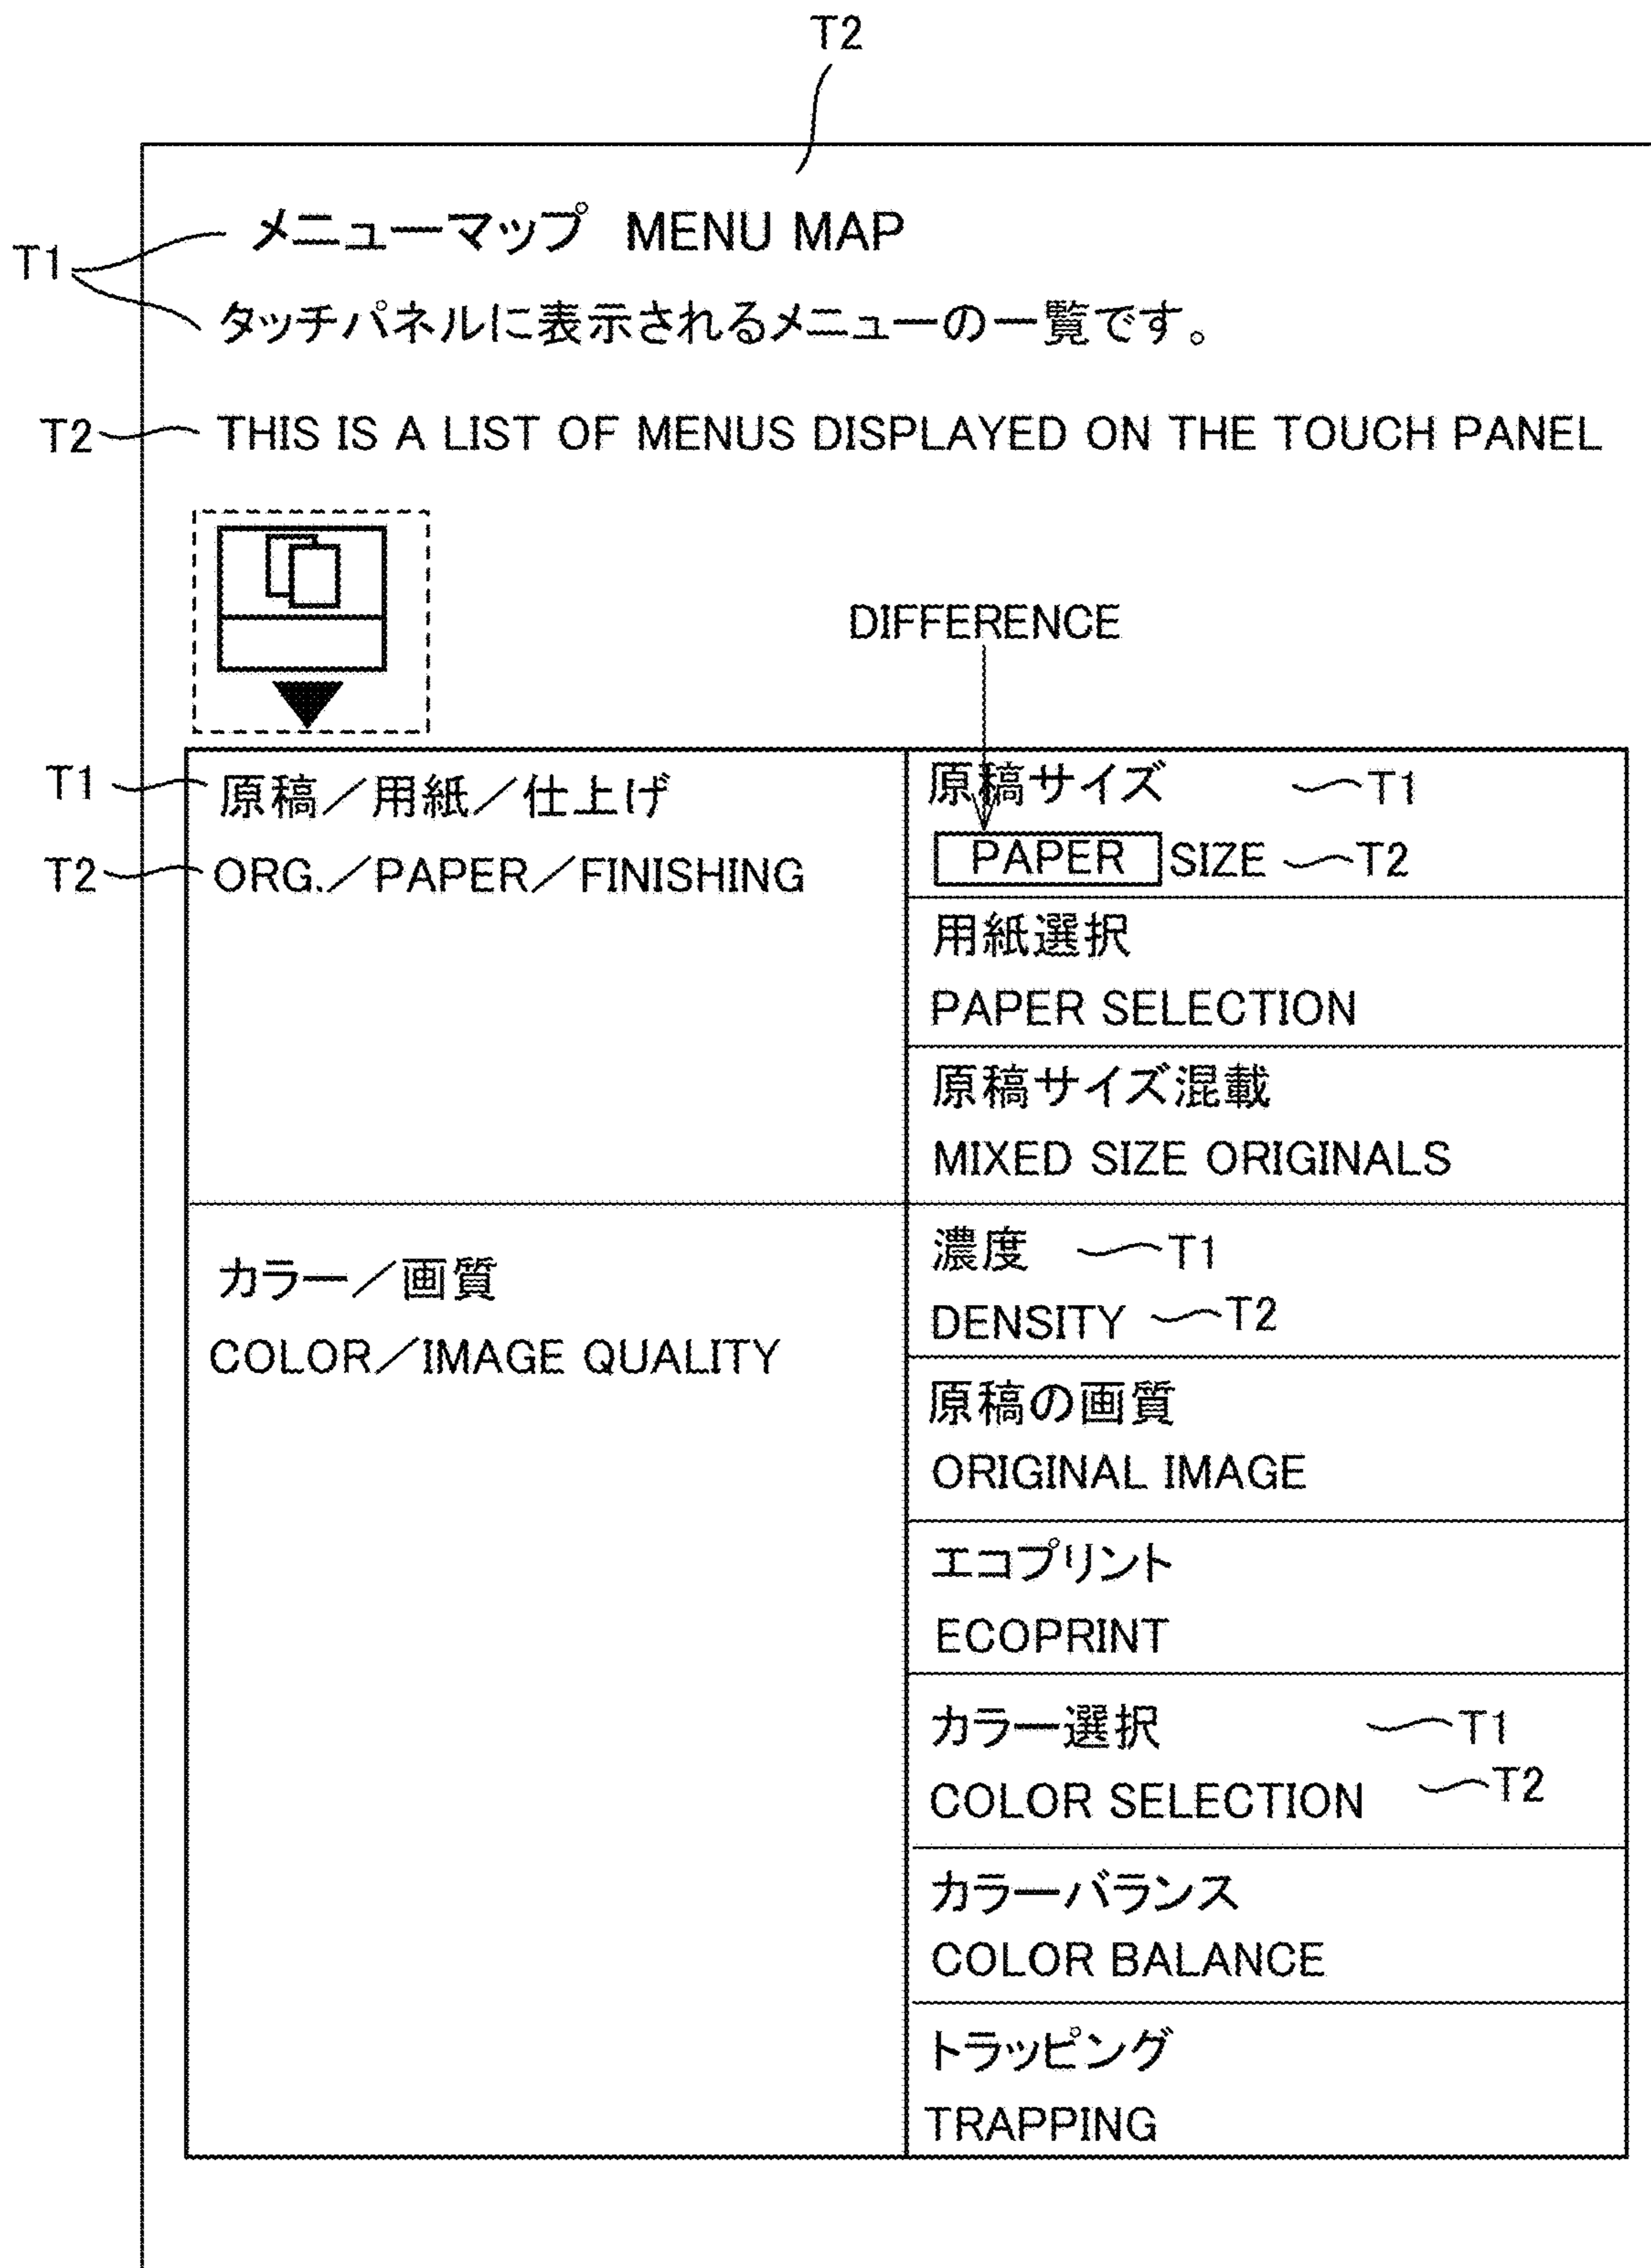 T2
メニューマップ MENU MAP
T1
タッチパネルに表示されるメニューの一覧です。
T2 THIS IS A LIST OF MENUS DISPLAYED ON THE TOUCH PANEL
DIFFERENCE
T1 原稿／用紙／仕上げ
T2 ORG.／PAPER／FINISHING
原稿サイズ T1
PAPER SIZE T2
用紙選択
PAPER SELECTION
原稿サイズ混載
MIXED SIZE ORIGINALS
カラー／画質
COLOR／IMAGE QUALITY
濃度 T1
DENSITY T2
原稿の画質
ORIGINAL IMAGE
エコプリント
ECOPRINT
カラー選択 T1
COLOR SELECTION T2
カラーバランス
COLOR BALANCE
トラッピング
TRAPPING